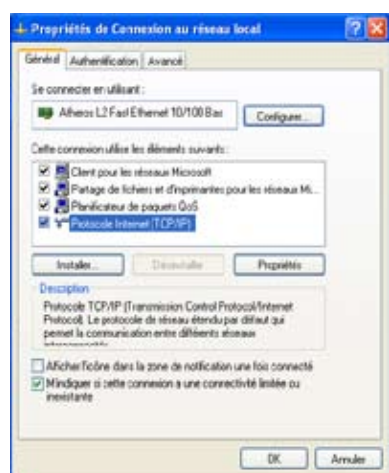 Propriétés de Connexion au réseau local
Général Authentification Avancé
Se connecter en utilisant :
Atheros L2 Fast Ethernet 10/100 Bas
Configurer...
Cette connexion utilise les éléments suivants :
Client pour les réseaux Microsoft
Partage de fichiers et d'imprimantes pour les réseaux Mi...
Planificateur de paquets QoS
Protocole Internet (TCP/IP)
Installer... Désinstaller Propriétés
Description
Protocole TCP/IP (Transmission Control Protocol/Internet
Protocol). Le protocole de réseau étendu par défaut qui
permet la communication entre différents réseaux
Afficher l'icône dans la zone de notification une fois connecté
M'indiquer si cette connexion a une connectivité limitée ou
inexistante
OK Annuler